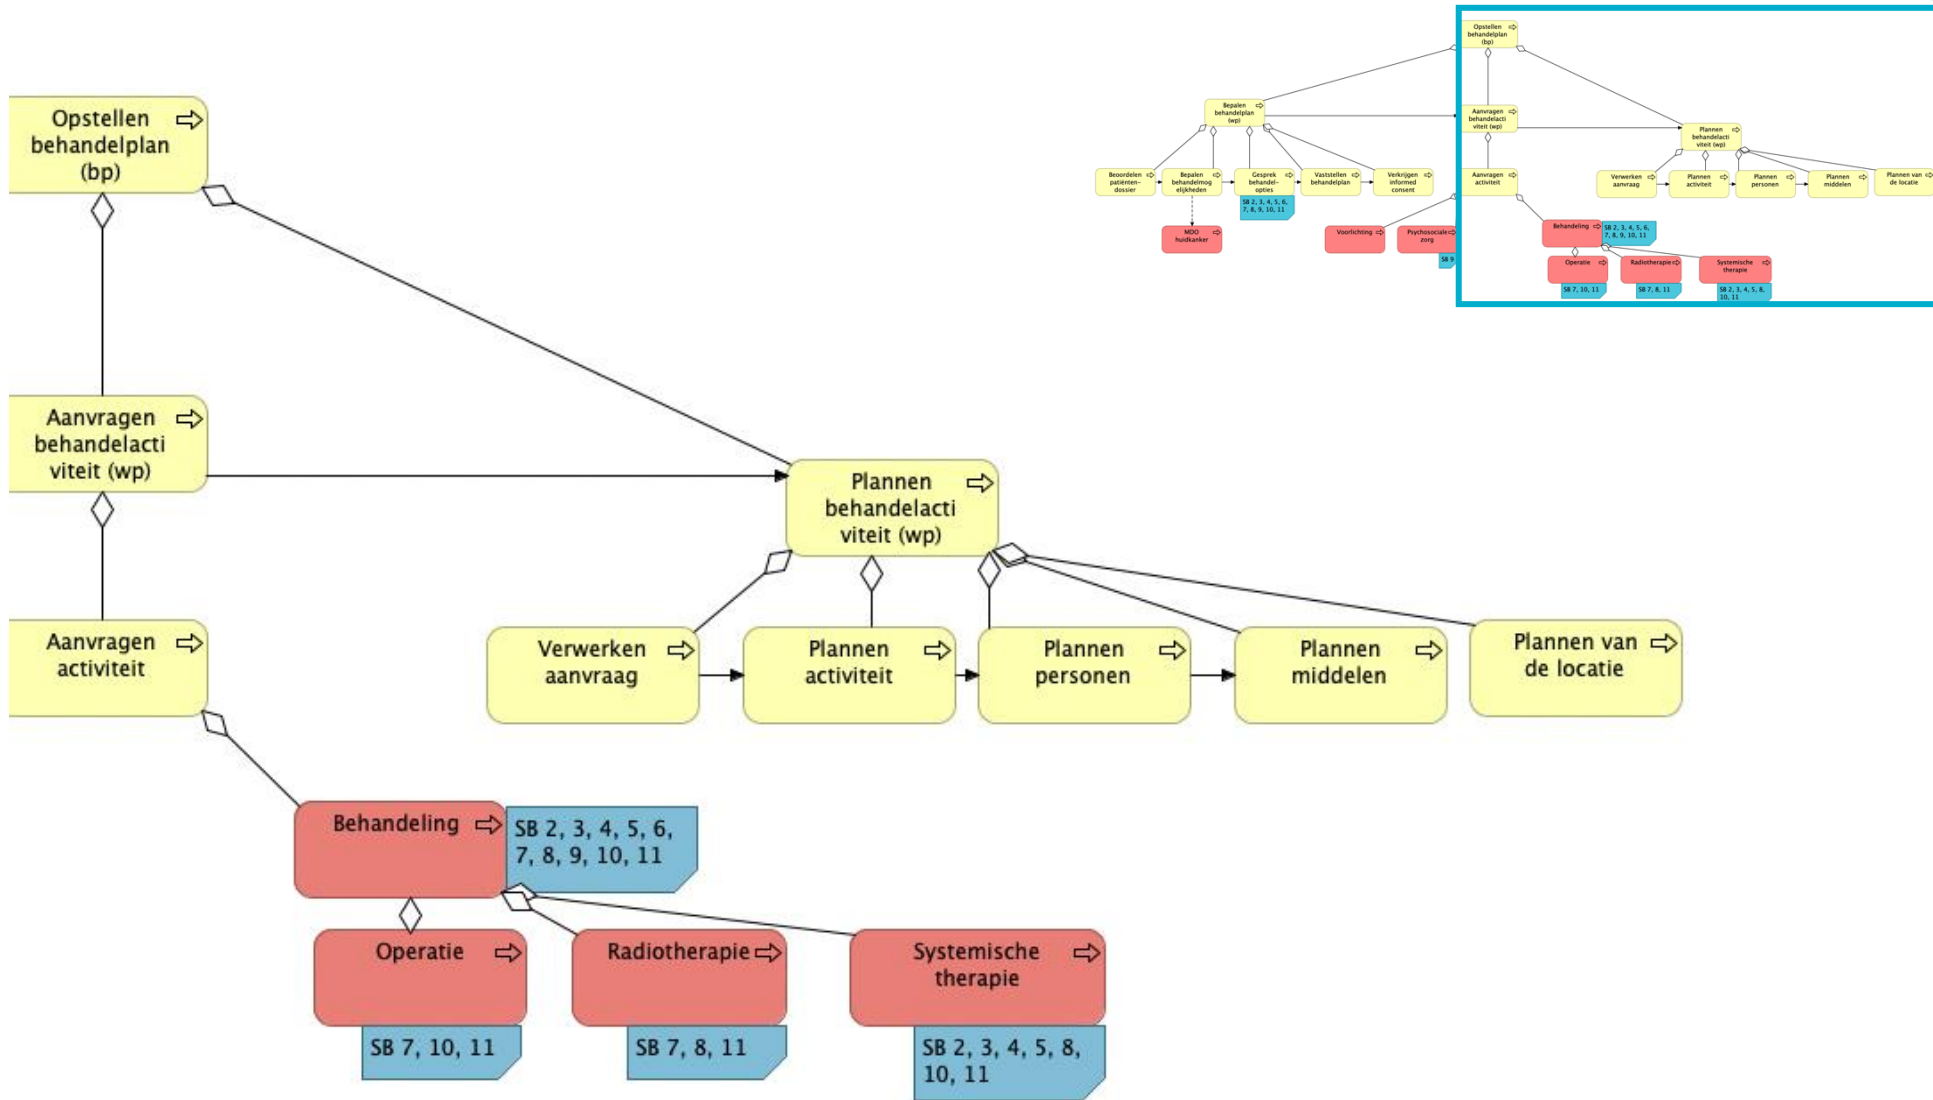 Opstellen
behandelplan
(bp)
Aanvragen
behandelacti
viteit (wp)
Plannen
behandelacti
viteit (wp)
Aanvragen
activiteit
Verwerken
aanvraag
Plannen
activiteit
Plannen
personen
Plannen
middelen
Plannen van
de locatie
Behandeling
SB 2, 3, 4, 5, 6,
7, 8, 9, 10, 11
Operatie
SB 7, 10, 11
Radiotherapie
SB 7, 8, 11
Systemische
therapie
SB 2, 3, 4, 5, 8,
10, 11
Opstellen
behandelplan
(bp)
Bepalen
behandelplan
(wp)
Aanvragen
behandelacti
viteit (wp)
Plannen
behandelacti
viteit (wp)
Beoordelen
patiënten-
dossier
Bepalen
behandelmog
elijkheden
Gesprek
behandel-
opties
SB 2, 3, 4, 5, 6,
7, 8, 9, 10, 11
Vaststellen
behandelplan
Verkrijgen
informed
consent
Aanvragen
activiteit
Verwerken
aanvraag
Plannen
activiteit
Plannen
personen
Plannen
middelen
Plannen van
de locatie
MDO
huidkanker
Voorlichting
Psychosociale
zorg
SB 9
Behandeling
SB 2, 3, 4, 5, 6,
7, 8, 9, 10, 11
Operatie
SB 7, 10, 11
Radiotherapie
SB 7, 8, 11
Systemische
therapie
SB 2, 3, 4, 5, 8,
10, 11